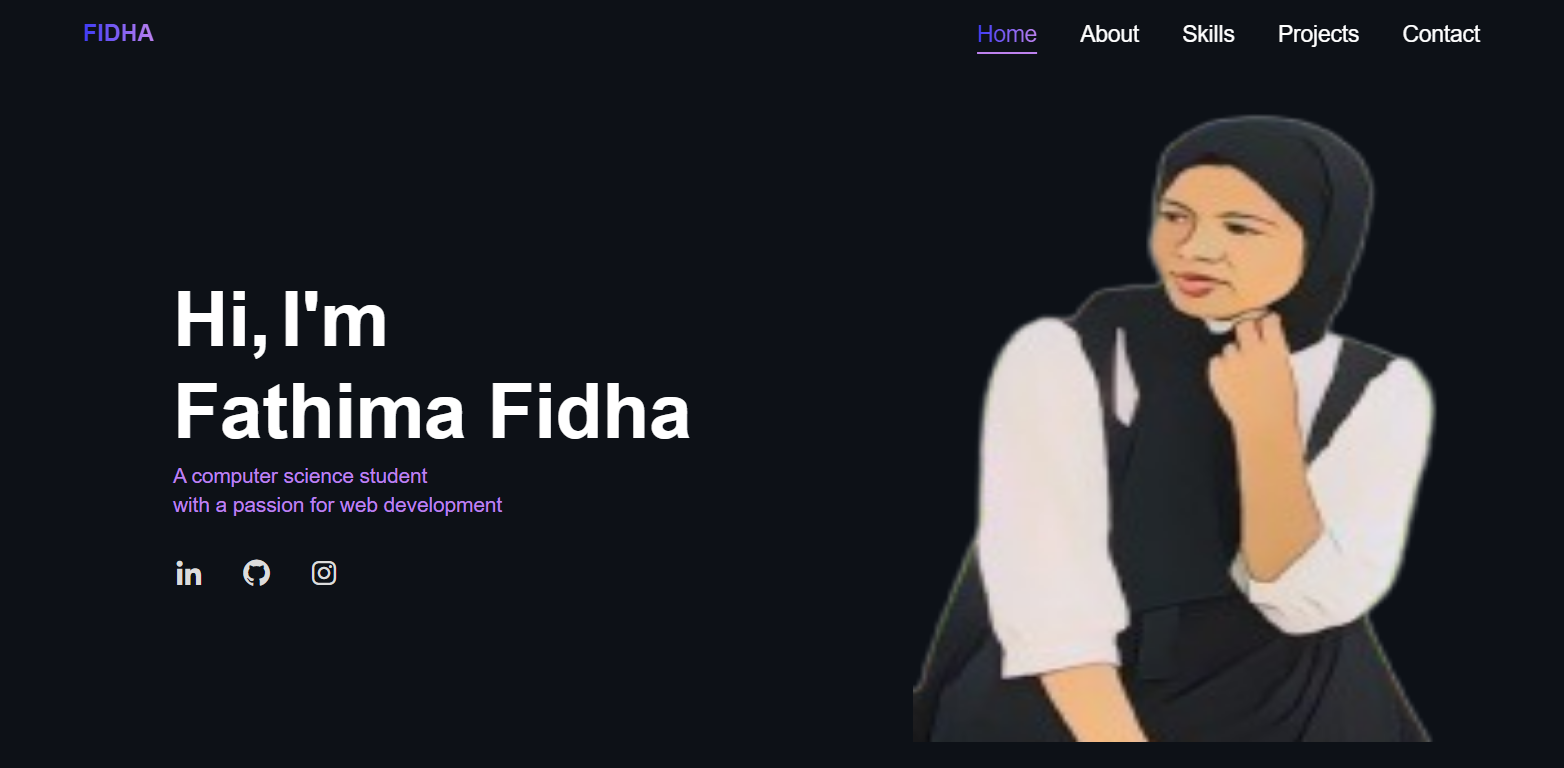 FIDHA
Home About Skills Projects Contact
Hi, I'm
Fathima Fidha
A computer science student
with a passion for web development
in